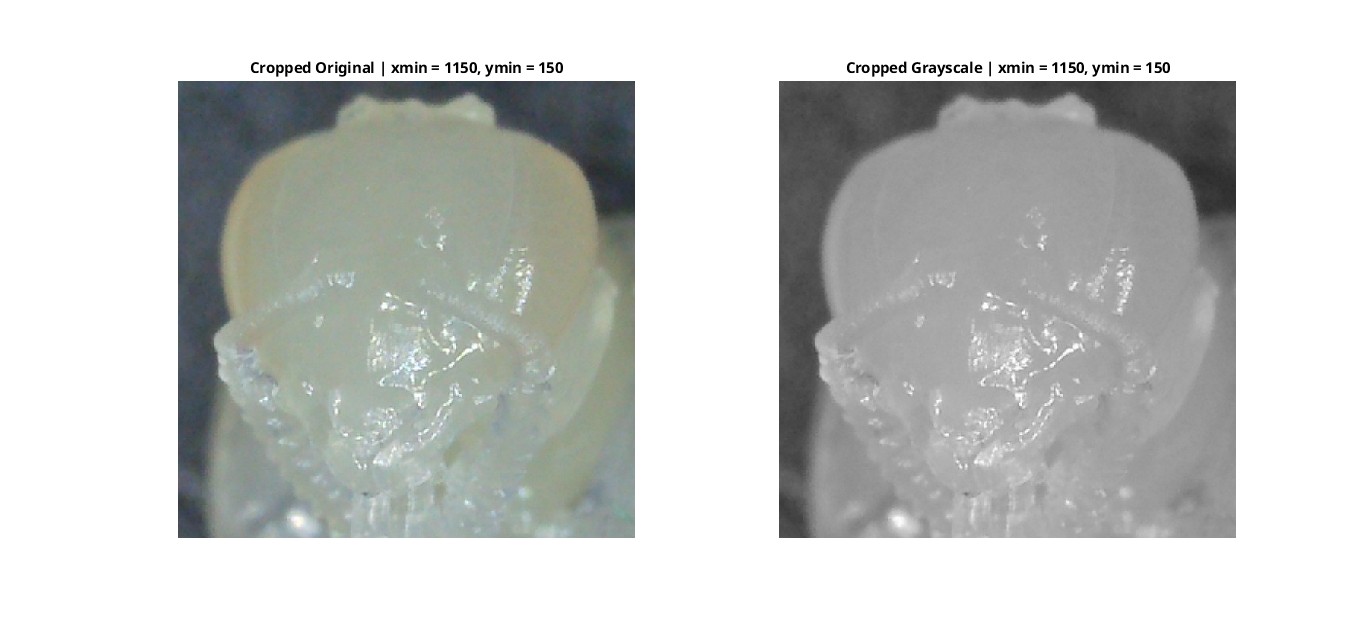 Cropped Original | xmin = 1150, ymin = 150
Cropped Grayscale | xmin = 1150, ymin = 150